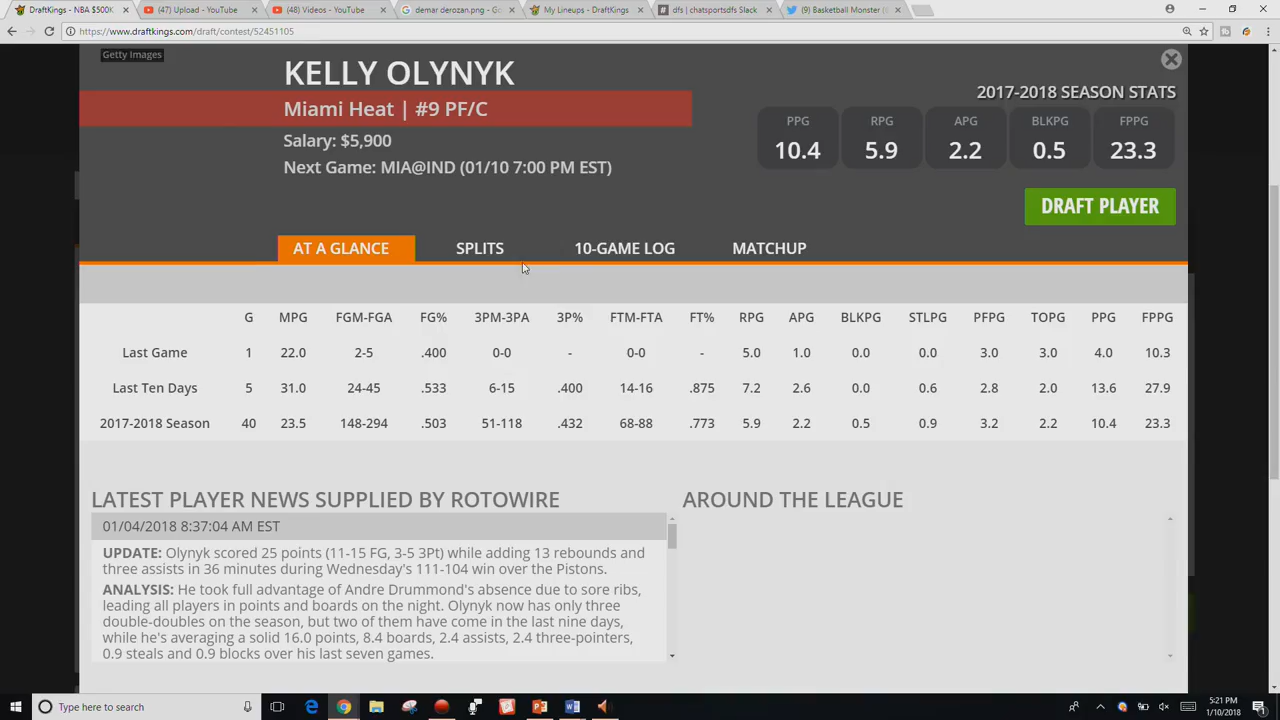 DraftKings - NBA $500K
(47) Upload - YouTube
(48) Videos - YouTube
demar derozan.png - Go
My Lineups - DraftKings
dfs | chatsportsdfs Slack
(9) Basketball Monster (
https://www.draftkings.com/draft/contest/52451105
Getty Images
KELLY OLYNYK
Miami Heat | #9 PF/C
Salary: $5,900
Next Game: MIA@IND (01/10 7:00 PM EST)
2017-2018 SEASON STATS
PPG RPG APG BLKPG FPPG
10.4 5.9 2.2 0.5 23.3
DRAFT PLAYER
AT A GLANCE SPLITS 10-GAME LOG MATCHUP
G MPG FGM-FGA FG% 3PM-3PA 3P% FTM-FTA FT% RPG APG BLKPG STLPG PFPG TOPG PPG FPPG
Last Game 1 22.0 2-5 .400 0-0 - 0-0 - 5.0 1.0 0.0 0.0 3.0 3.0 4.0 10.3
Last Ten Days 5 31.0 24-45 .533 6-15 .400 14-16 .875 7.2 2.6 0.0 0.6 2.8 2.0 13.6 27.9
2017-2018 Season 40 23.5 148-294 .503 51-118 .432 68-88 .773 5.9 2.2 0.5 0.9 3.2 2.2 10.4 23.3
LATEST PLAYER NEWS SUPPLIED BY ROTOWIRE
01/04/2018 8:37:04 AM EST
UPDATE: Olynyk scored 25 points (11-15 FG, 3-5 3Pt) while adding 13 rebounds and
three assists in 36 minutes during Wednesday's 111-104 win over the Pistons.
ANALYSIS: He took full advantage of Andre Drummond's absence due to sore ribs,
leading all players in points and boards on the night. Olynyk now has only three
double-doubles on the season, but two of them have come in the last nine days,
while he's averaging a solid 16.0 points, 8.4 boards, 2.4 assists, 2.4 three-pointers,
0.9 steals and 0.9 blocks over his last seven games.
AROUND THE LEAGUE
Type here to search
5:21 PM
1/10/2018